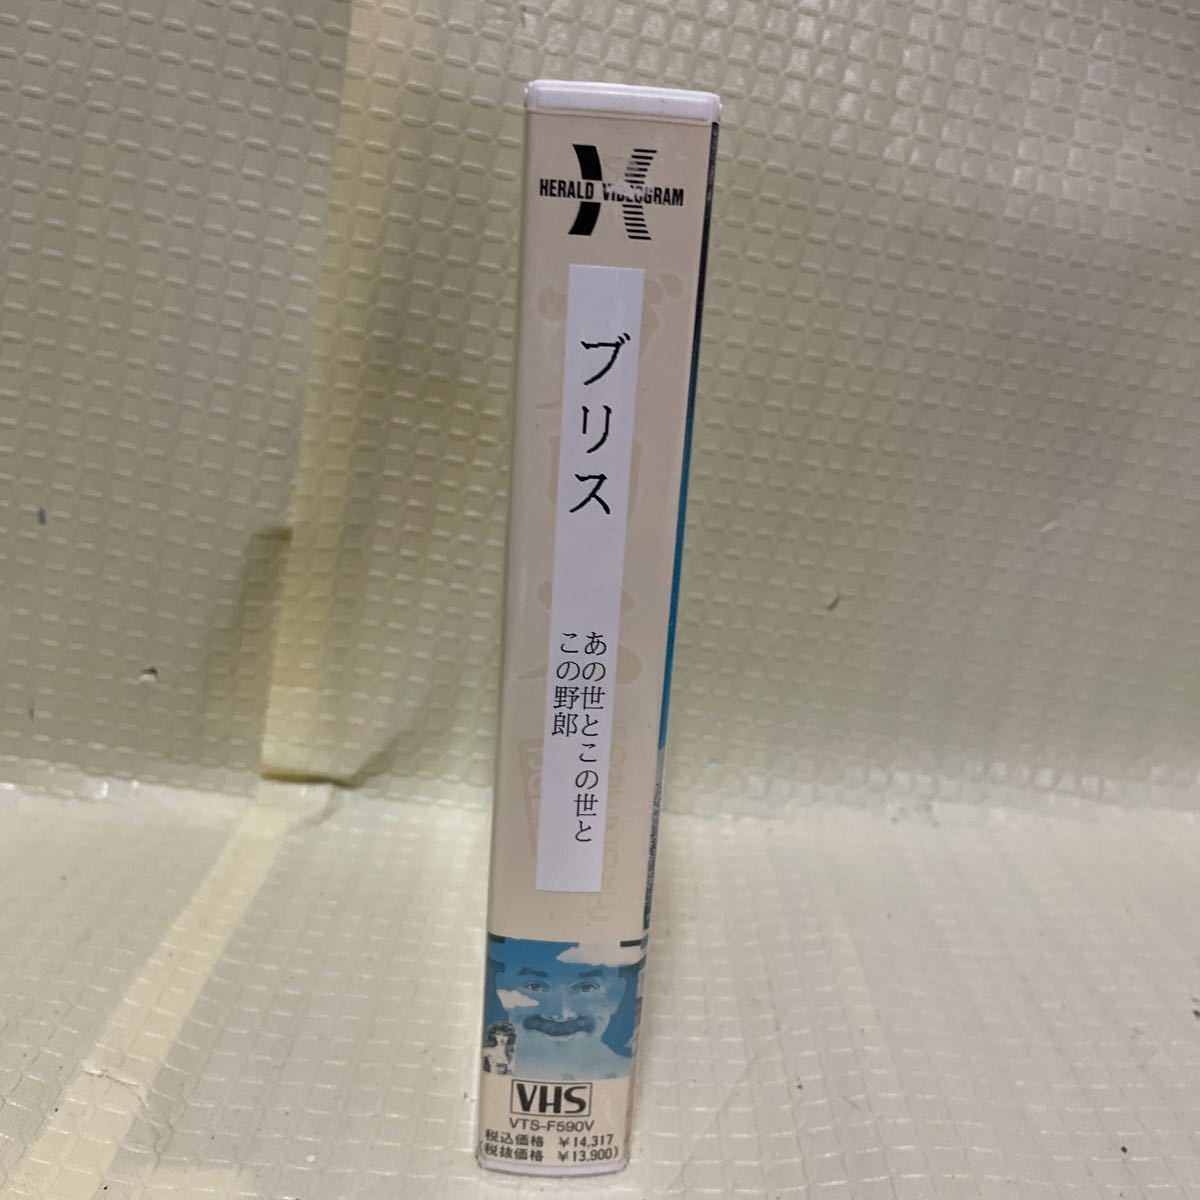 HERALD VIDEOGRAM
ブリス
あの世とこの世と
この野郎
VHS
VTS-F590V
税込価格 ¥14,317
(税抜価格 ¥13,900)